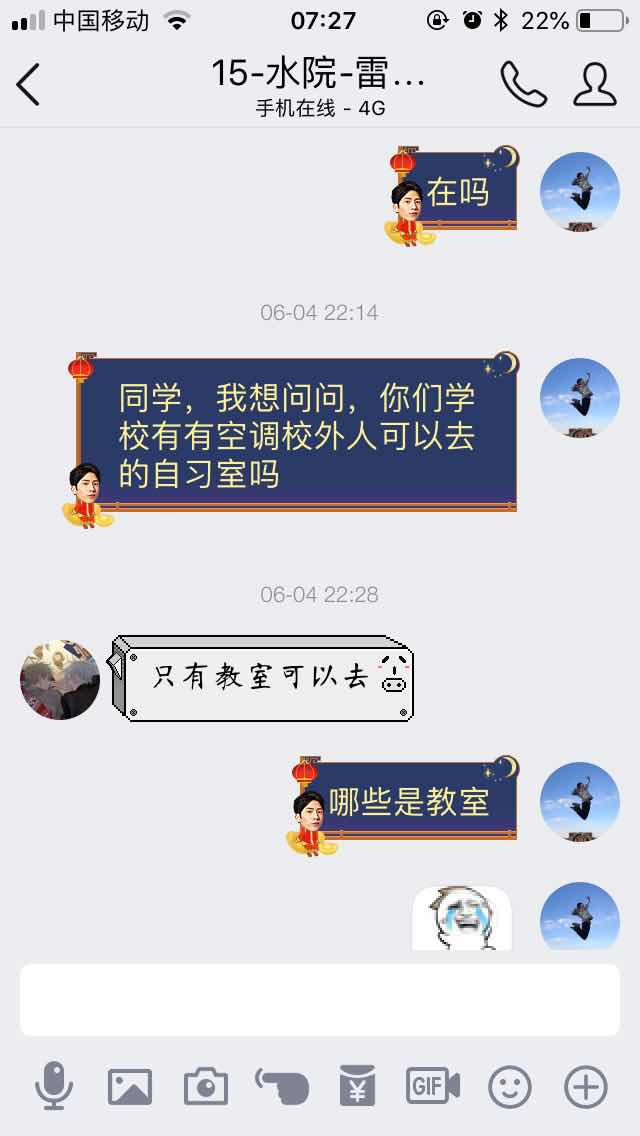 中国移动
07:27
22%
15-水院-雷…
手机在线 - 4G
在吗
06-04 22:14
同学，我想问问，你们学
校有有空调校外人可以去
的自习室吗
06-04 22:28
只有教室可以去
哪些是教室
¥
GIF